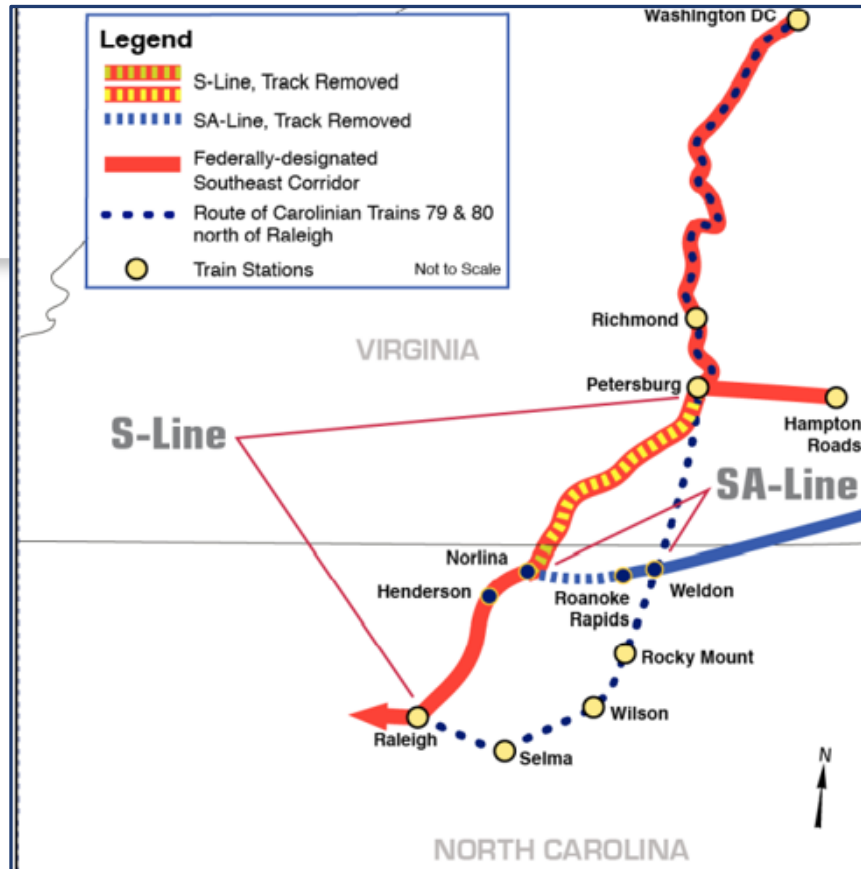 Washington DC
Legend
S-Line, Track Removed
SA-Line, Track Removed
Federally-designated
Southeast Corridor
Route of Carolinian Trains 79 & 80
north of Raleigh
Train Stations
Not to Scale
Richmond
VIRGINIA
Petersburg
Hampton
Roads
S-Line
SA-Line
Norlina
Henderson
Roanoke
Rapids
Weldon
Rocky Mount
Wilson
Raleigh
Selma
N
NORTH CAROLINA